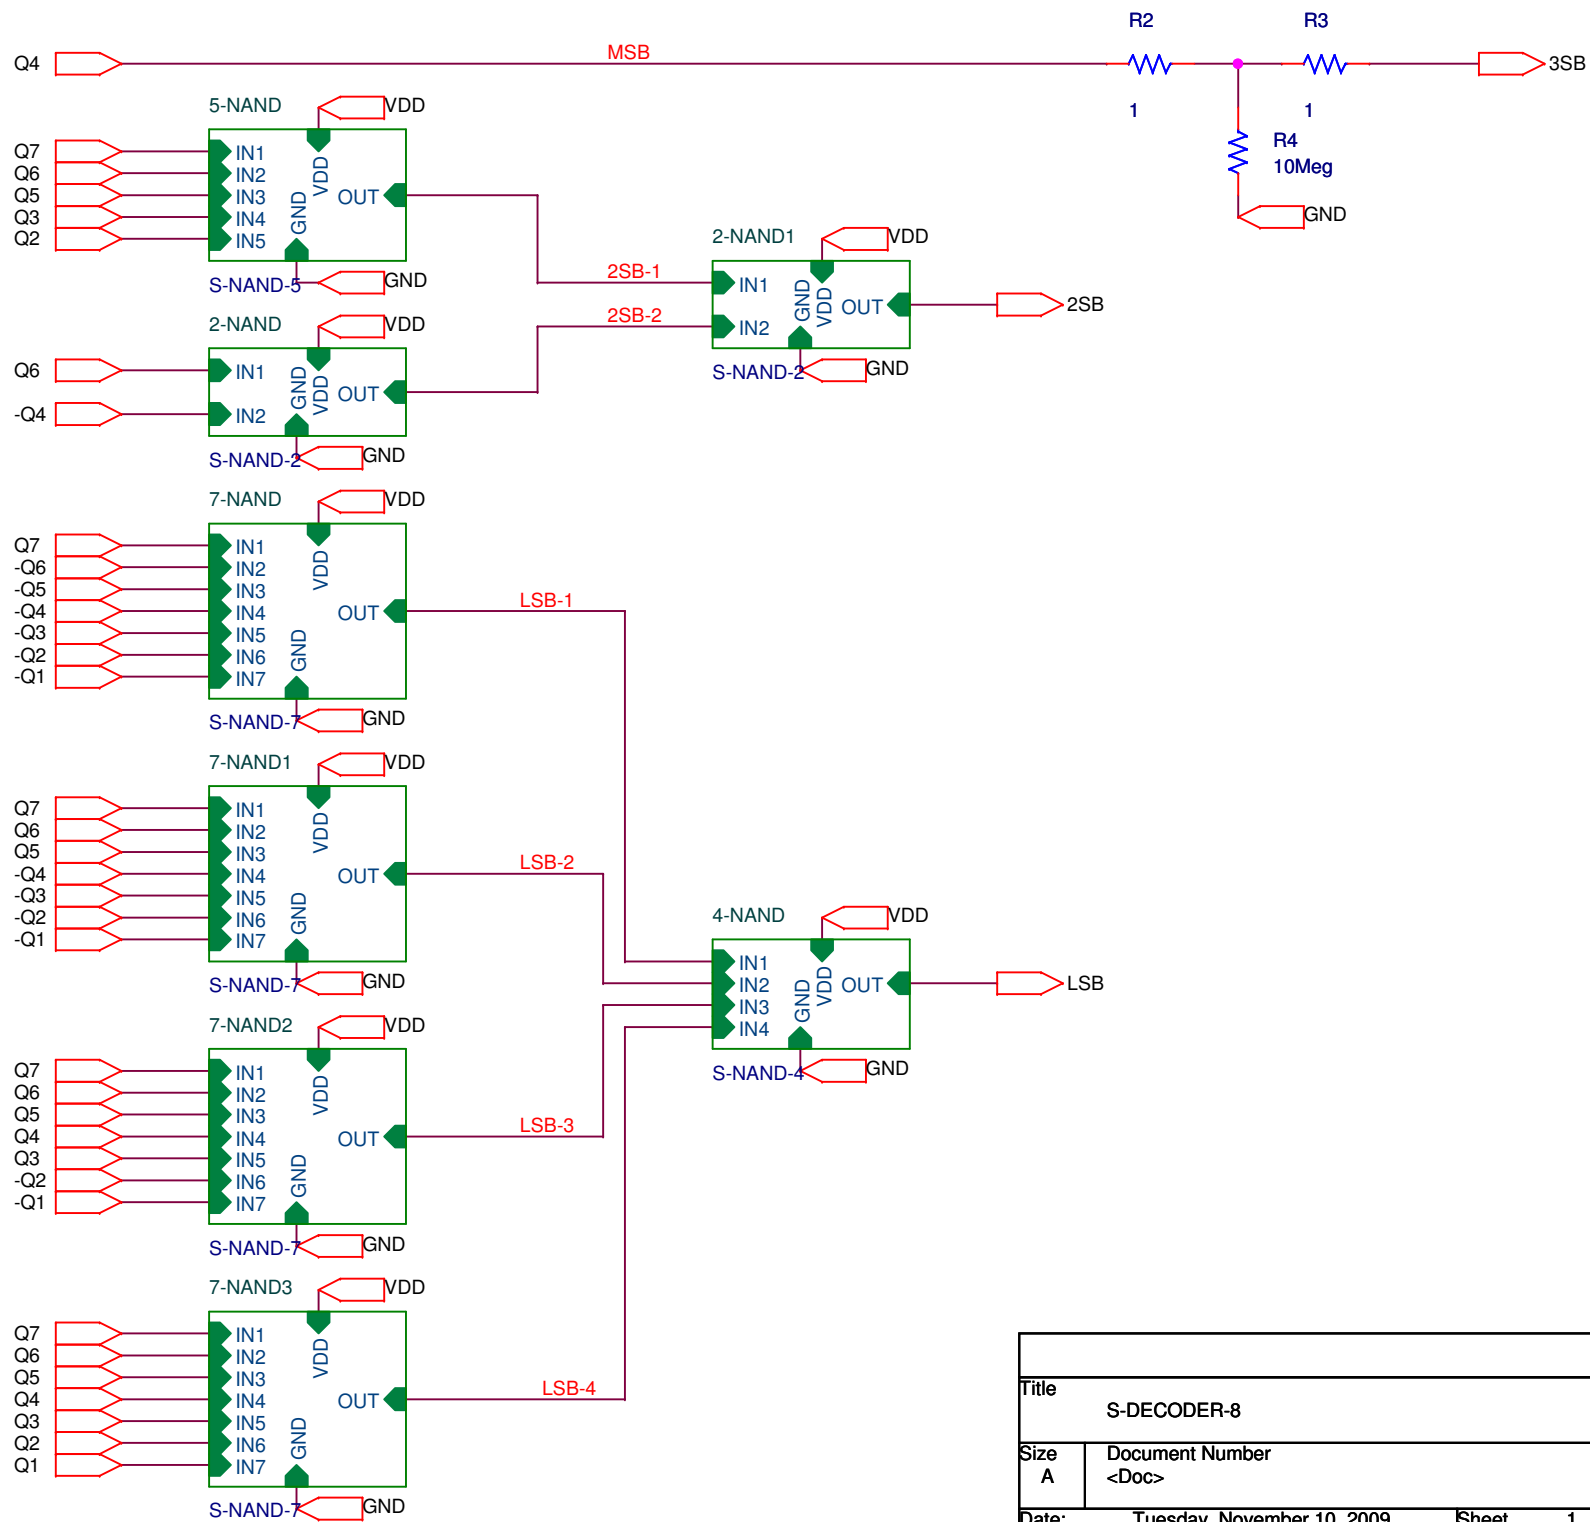 R2 R3
Q4 MSB 3SB
1 1
5-NAND VDD
R4
10Meg
GND
Q7 IN1
Q6 IN2
Q5 IN3
Q3 IN4
Q2 IN5
VDD GND OUT
S-NAND-5 GND
2SB-1
2-NAND1 VDD
IN1
IN2
GND VDD OUT 2SB
S-NAND-2 GND
2-NAND VDD
2SB-2
Q6 IN1
-Q4 IN2
GND VDD OUT
S-NAND-2 GND
7-NAND VDD
Q7 IN1
-Q6 IN2
-Q5 IN3
-Q4 IN4
-Q3 IN5
-Q2 IN6
-Q1 IN7
VDD GND OUT LSB-1
S-NAND-7 GND
7-NAND1 VDD
Q7 IN1
Q6 IN2
Q5 IN3
-Q4 IN4
-Q3 IN5
-Q2 IN6
-Q1 IN7
VDD GND OUT LSB-2
S-NAND-7 GND
4-NAND VDD
IN1
IN2
IN3
IN4
GND VDD OUT LSB
S-NAND-4 GND
7-NAND2 VDD
Q7 IN1
Q6 IN2
Q5 IN3
Q4 IN4
Q3 IN5
-Q2 IN6
-Q1 IN7
VDD GND OUT LSB-3
S-NAND-7 GND
7-NAND3 VDD
Q7 IN1
Q6 IN2
Q5 IN3
Q4 IN4
Q3 IN5
Q2 IN6
Q1 IN7
VDD GND OUT LSB-4
S-NAND-7 GND
Title
S-DECODER-8
Size Document Number
A <Doc>
Date: Tuesday, November 10, 2009 Sheet 1